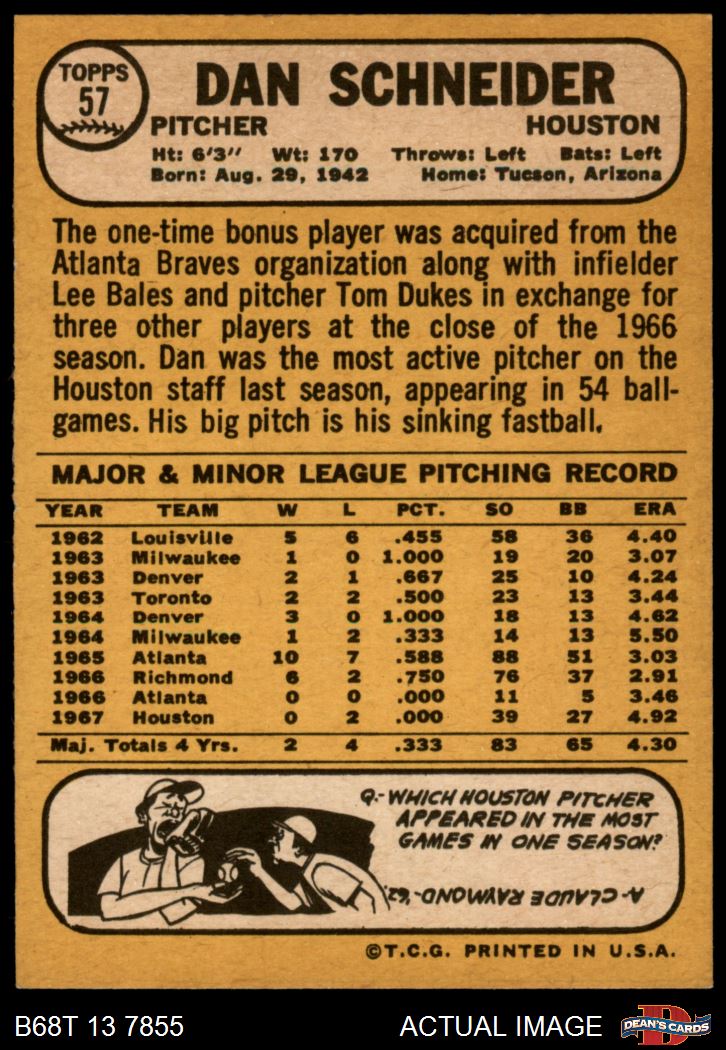 TOPPS
57
DAN SCHNEIDER
PITCHER HOUSTON
Ht: 6'3" Wt: 170 Throws: Left Bats: Left
Born: Aug. 29, 1942 Home: Tucson, Arizona
The one-time bonus player was acquired from the
Atlanta Braves organization along with infielder
Lee Bales and pitcher Tom Dukes in exchange for
three other players at the close of the 1966
season. Dan was the most active pitcher on the
Houston staff last season, appearing in 54 ball-
games. His big pitch is his sinking fastball.
MAJOR & MINOR LEAGUE PITCHING RECORD
YEAR TEAM W L PCT. SO BB ERA
1962 Louisville 5 6 .455 58 36 4.40
1963 Milwaukee 1 0 1.000 19 20 3.07
1963 Denver 2 1 .667 25 10 4.24
1963 Toronto 2 2 .500 23 13 3.44
1964 Denver 3 0 1.000 18 13 4.62
1964 Milwaukee 1 2 .333 14 13 5.50
1965 Atlanta 10 7 .588 88 51 3.03
1966 Richmond 6 2 .750 76 37 2.91
1966 Atlanta 0 0 .000 11 5 3.46
1967 Houston 0 2 .000 39 27 4.92
Maj. Totals 4 Yrs. 2 4 .333 83 65 4.30
Q.-WHICH HOUSTON PITCHER
APPEARED IN THE MOST
GAMES IN ONE SEASON?
A-CLAUDE RAYMOND-'62.
©T.C.G. PRINTED IN U.S.A.
B68T 13 7855 ACTUAL IMAGE
D
DEAN'S CARDS